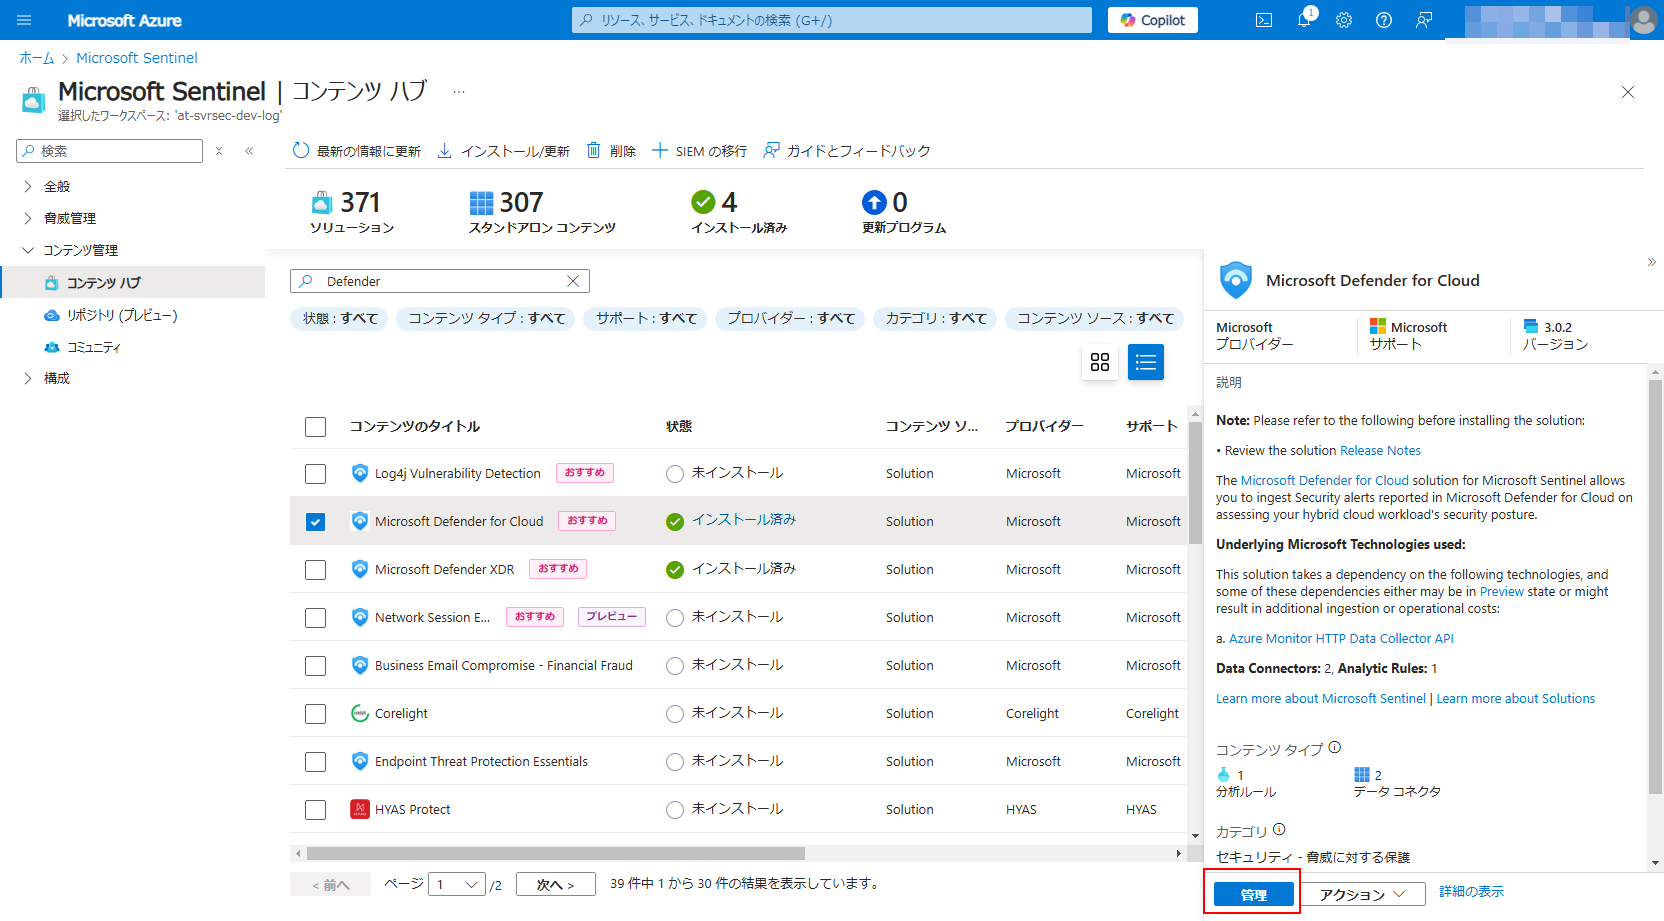 Microsoft Azure
リソース、サービス、ドキュメントの検索 (G+/)
Copilot
1
ホーム > Microsoft Sentinel
Microsoft Sentinel | コンテンツ ハブ ...
選択したワークスペース: 'at-svrsec-dev-log'
検索
最新の情報に更新 インストール/更新 削除 SIEM の移行 ガイドとフィードバック
全般
脅威管理
コンテンツ管理
コンテンツ ハブ
リポジトリ (プレビュー)
コミュニティ
構成
371
ソリューション
307
スタンドアロン コンテンツ
4
インストール済み
0
更新プログラム
Defender
状態 : すべて コンテンツ タイプ : すべて サポート : すべて プロバイダー : すべて カテゴリ : すべて コンテンツ ソース : すべて
コンテンツのタイトル 状態 コンテンツ ソ... プロバイダー サポート
Log4j Vulnerability Detection おすすめ 未インストール Solution Microsoft Microsoft
Microsoft Defender for Cloud おすすめ インストール済み Solution Microsoft Microsoft
Microsoft Defender XDR おすすめ インストール済み Solution Microsoft Microsoft
Network Session E... おすすめ プレビュー 未インストール Solution Microsoft Microsoft
Business Email Compromise - Financial Fraud 未インストール Solution Microsoft Microsoft
Corelight 未インストール Solution Corelight Corelight
Endpoint Threat Protection Essentials 未インストール Solution Microsoft Microsoft
HYAS Protect 未インストール Solution HYAS HYAS
< 前へ ページ 1 /2 次へ > 39 件中 1 から 30 件の結果を表示しています。
Microsoft Defender for Cloud
Microsoft
プロバイダー
Microsoft
サポート
3.0.2
バージョン
説明
Note: Please refer to the following before installing the solution:
• Review the solution Release Notes
The Microsoft Defender for Cloud solution for Microsoft Sentinel allows
you to ingest Security alerts reported in Microsoft Defender for Cloud on
assessing your hybrid cloud workload's security posture.
Underlying Microsoft Technologies used:
This solution takes a dependency on the following technologies, and
some of these dependencies either may be in Preview state or might
result in additional ingestion or operational costs:
a. Azure Monitor HTTP Data Collector API
Data Connectors: 2, Analytic Rules: 1
Learn more about Microsoft Sentinel | Learn more about Solutions
コンテンツ タイプ
1
分析ルール
2
データ コネクタ
カテゴリ
セキュリティ - 脅威に対する保護
管理 アクション 詳細の表示